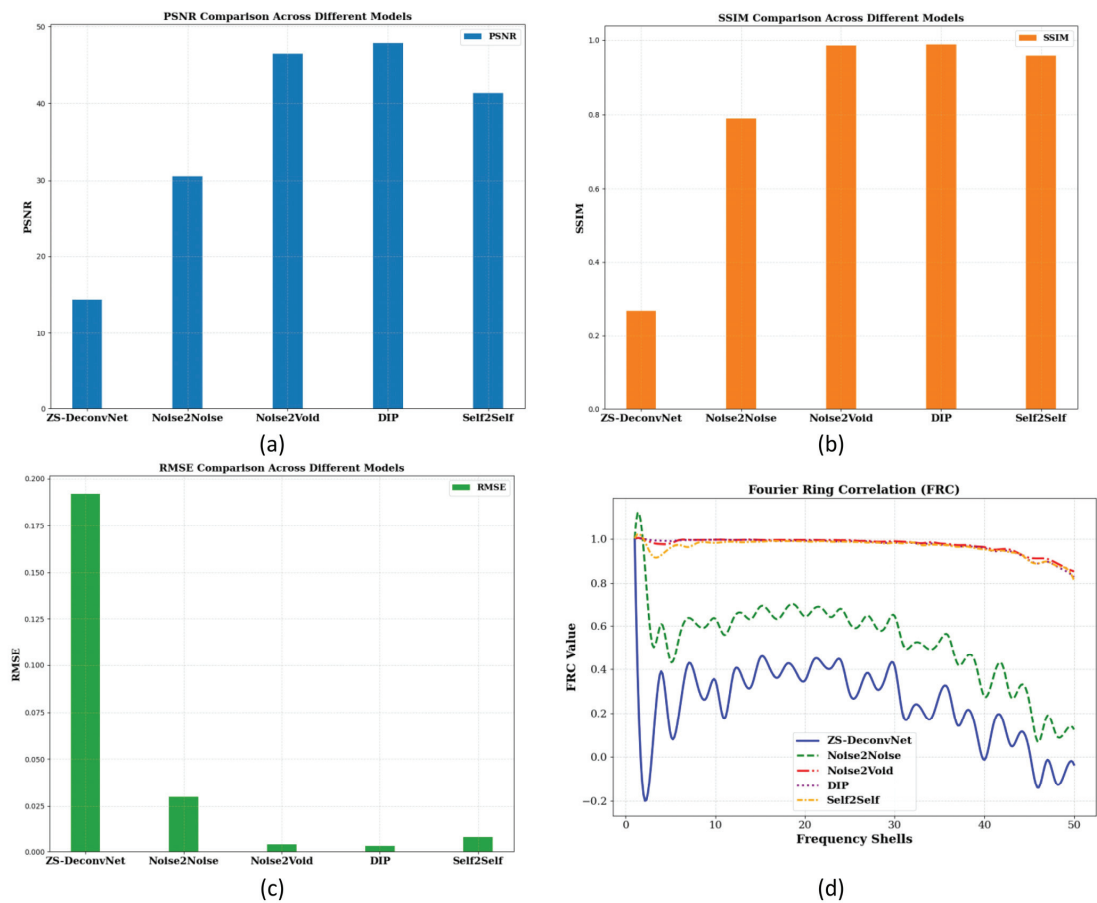 PSNR Comparison Across Different Models
50
40
30
20
10
0
PSNR
PSNR
ZS-DeconvNet Noise2Noise Noise2Void DIP Self2Self
(a)
SSIM Comparison Across Different Models
1.0
0.8
0.6
0.4
0.2
0.0
SSIM
SSIM
ZS-DeconvNet Noise2Noise Noise2Void DIP Self2Self
(b)
RMSE Comparison Across Different Models
0.200
0.175
0.150
0.125
0.100
0.075
0.050
0.025
0.000
RMSE
RMSE
ZS-DeconvNet Noise2Noise Noise2Void DIP Self2Self
(c)
Fourier Ring Correlation (FRC)
1.0
0.8
0.6
0.4
0.2
0.0
−0.2
FRC Value
ZS-DeconvNet
Noise2Noise
Noise2Void
DIP
Self2Self
0 10 20 30 40 50
Frequency Shells
(d)